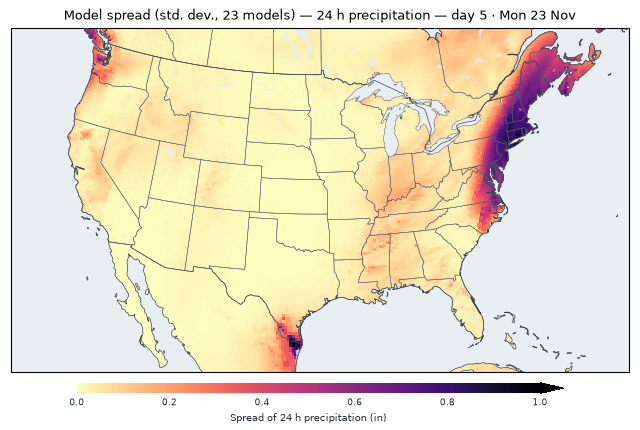 Model spread (std. dev., 23 models) — 24 h precipitation — day 5 · Mon 23 Nov
0.0 0.2 0.4 0.6 0.8 1.0
Spread of 24 h precipitation (in)